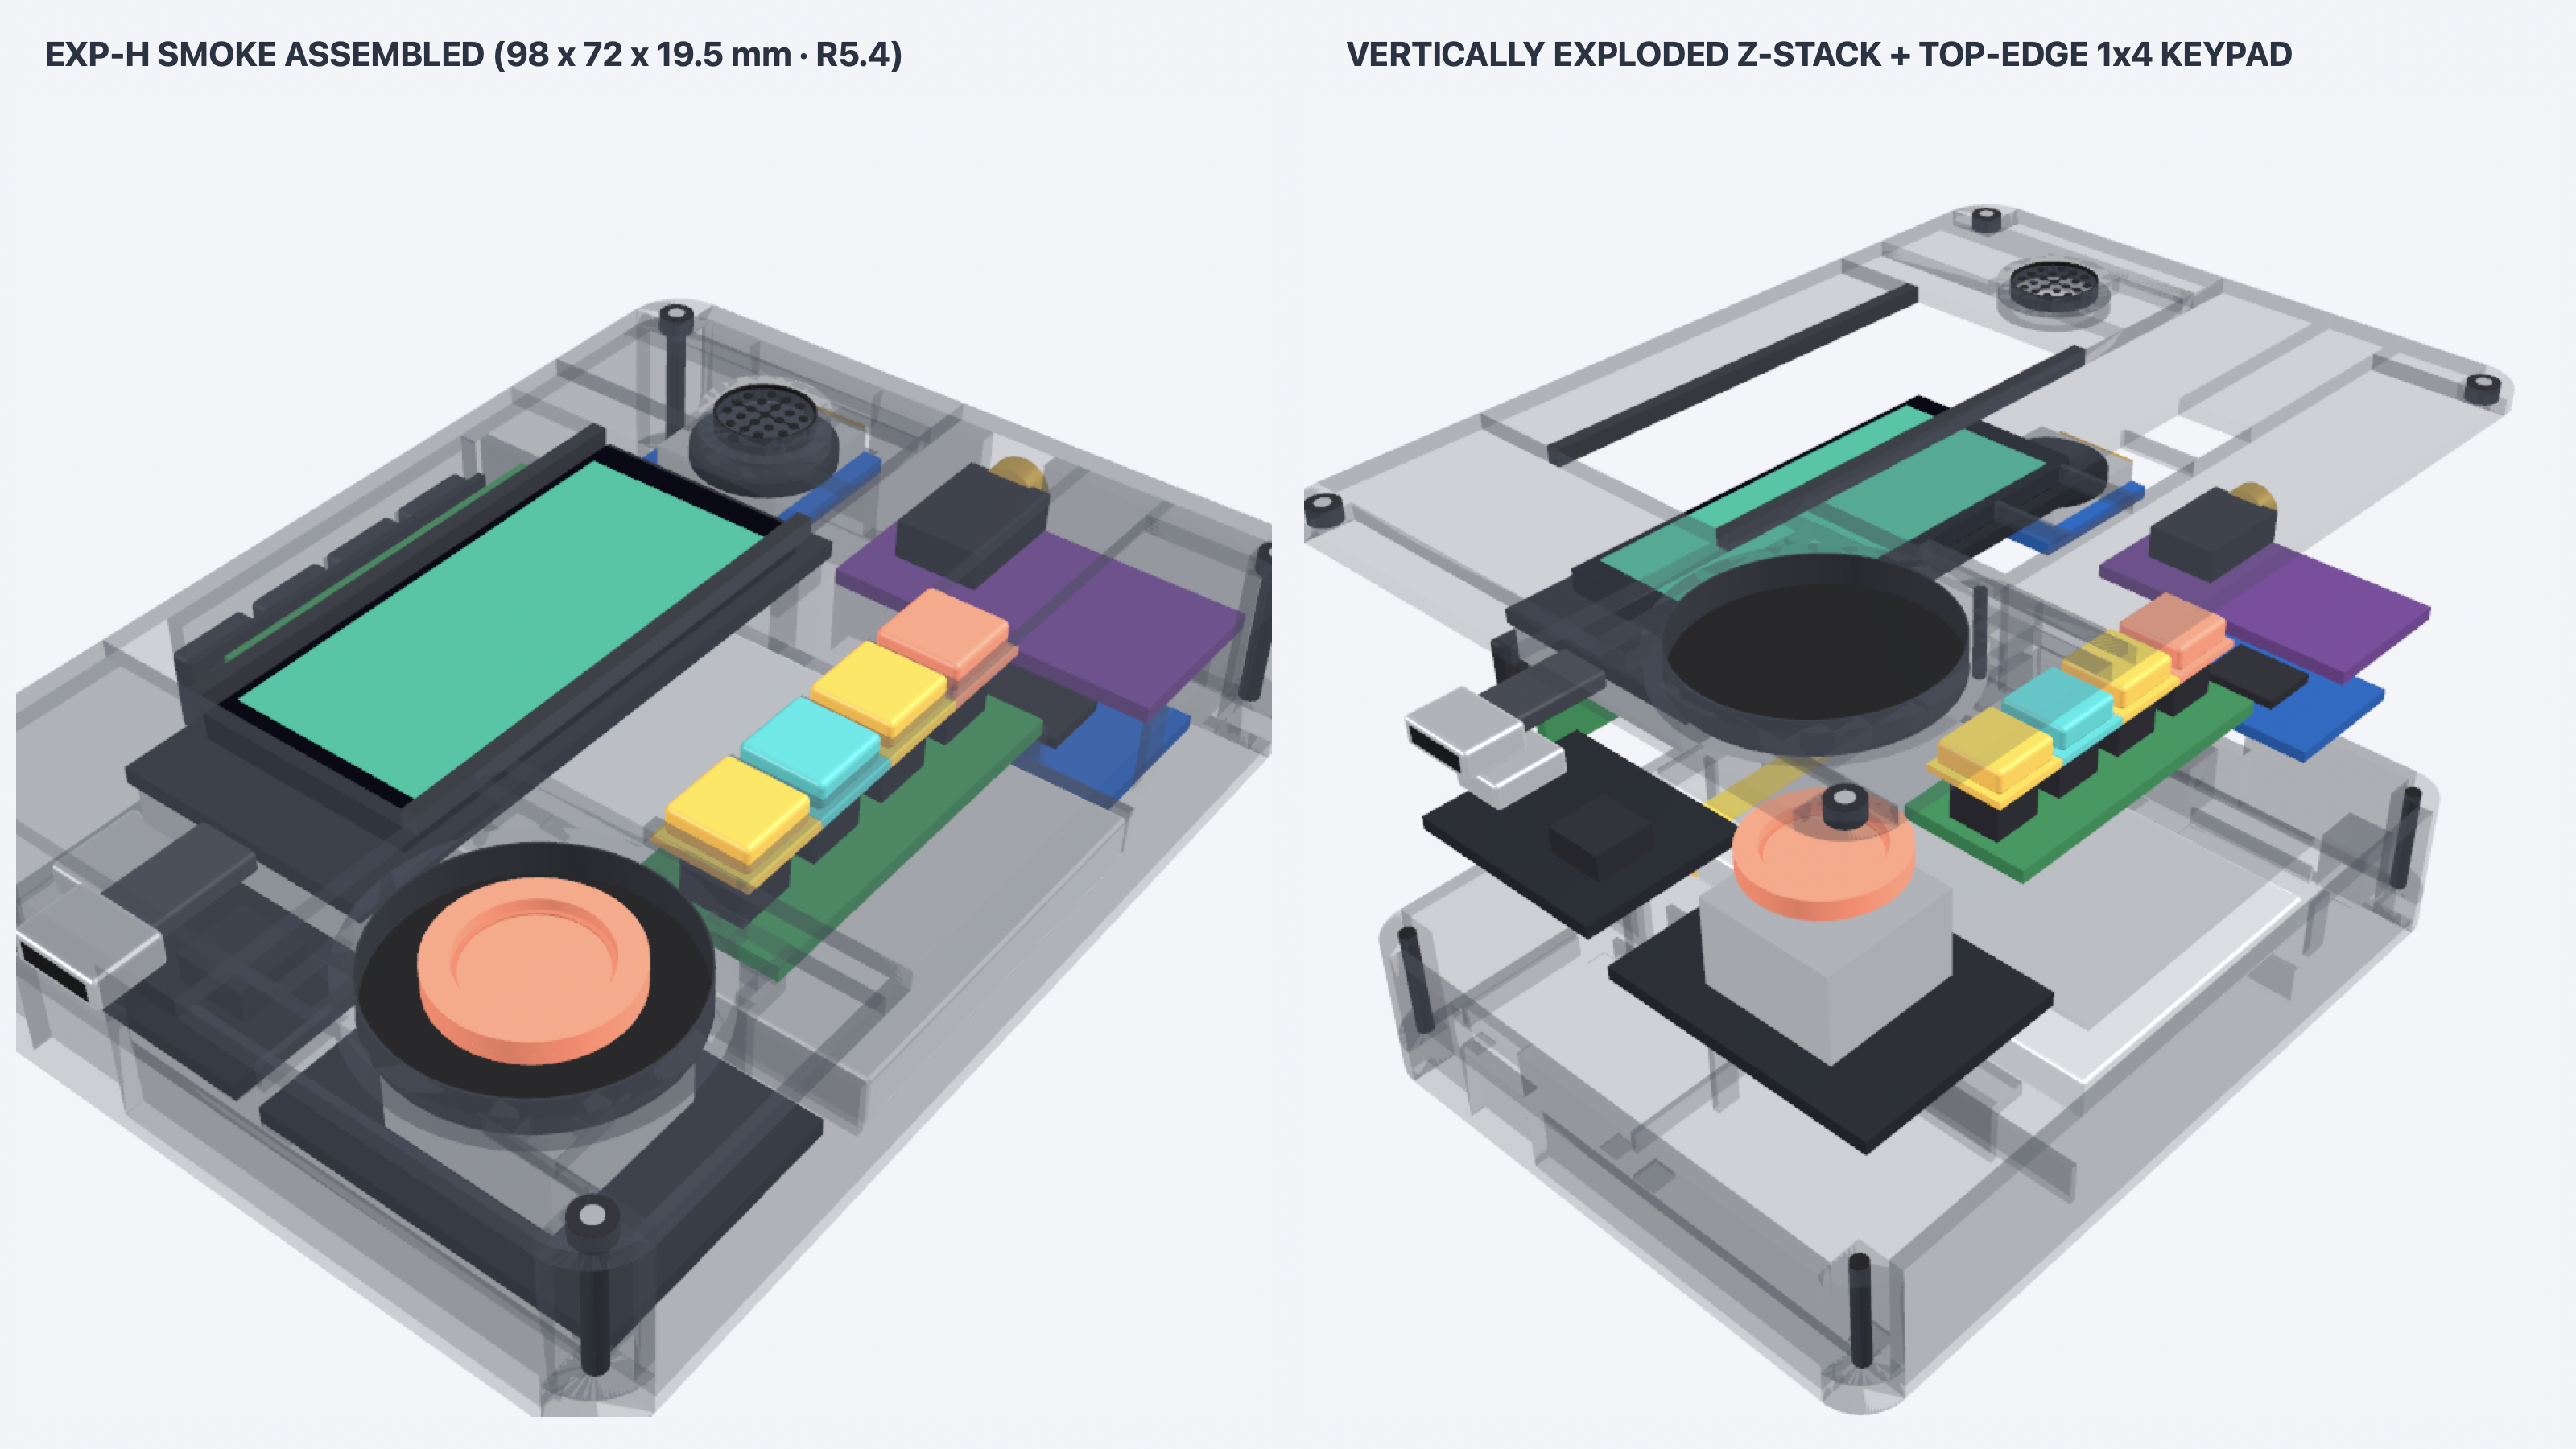 EXP-H SMOKE ASSEMBLED (98 x 72 x 19.5 mm · R5.4)
VERTICALLY EXPLODED Z-STACK + TOP-EDGE 1x4 KEYPAD